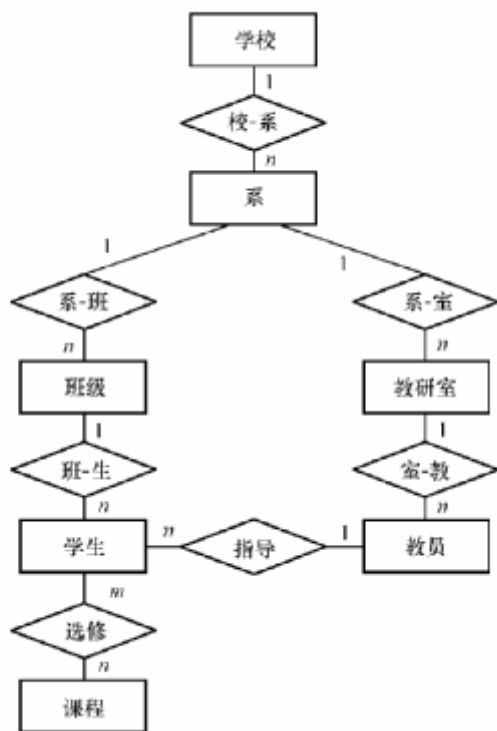 学校
1
校-系
n
系
1 1
系-班 系-室
n n
班级 教研室
1 1
班-生 室-教
n n
学生 n 指导 1 教员
m
选修
n
课程